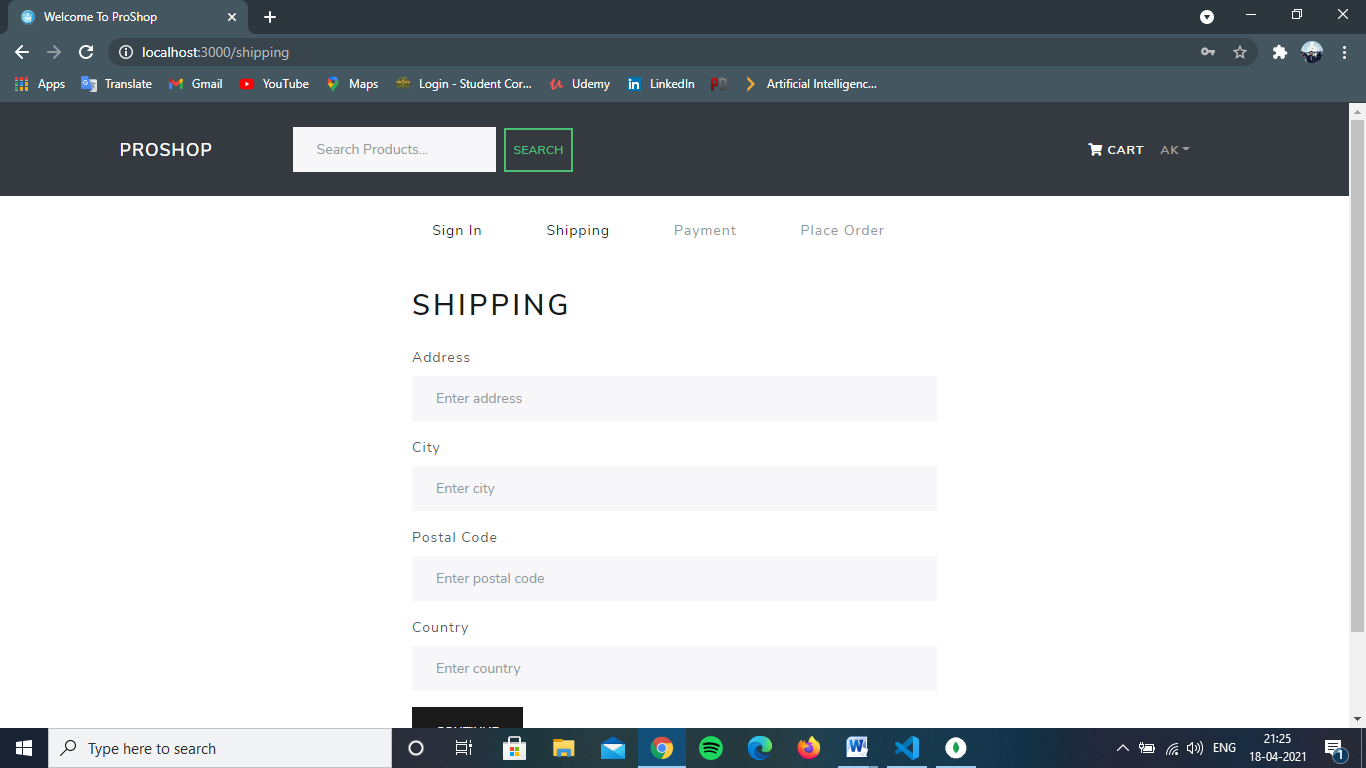 Welcome To ProShop
localhost:3000/shipping
Apps Translate Gmail YouTube Maps Login - Student Cor... Udemy LinkedIn Artificial Intelligenc...
PROSHOP Search Products... SEARCH CART AK
Sign In Shipping Payment Place Order
SHIPPING
Address
Enter address
City
Enter city
Postal Code
Enter postal code
Country
Enter country
CONTINUE
Type here to search ENG 21:25
18-04-2021 1